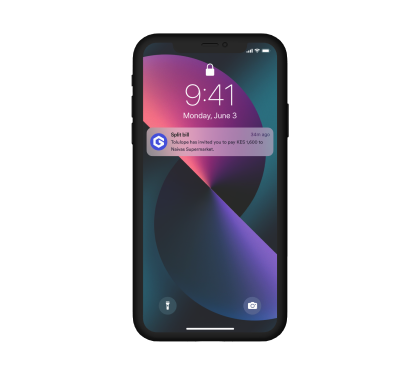 9:41
Monday, June 3
Split bill 34m ago
Tolulope has invited you to pay KES 1,000 to
Naivas Supermarket.